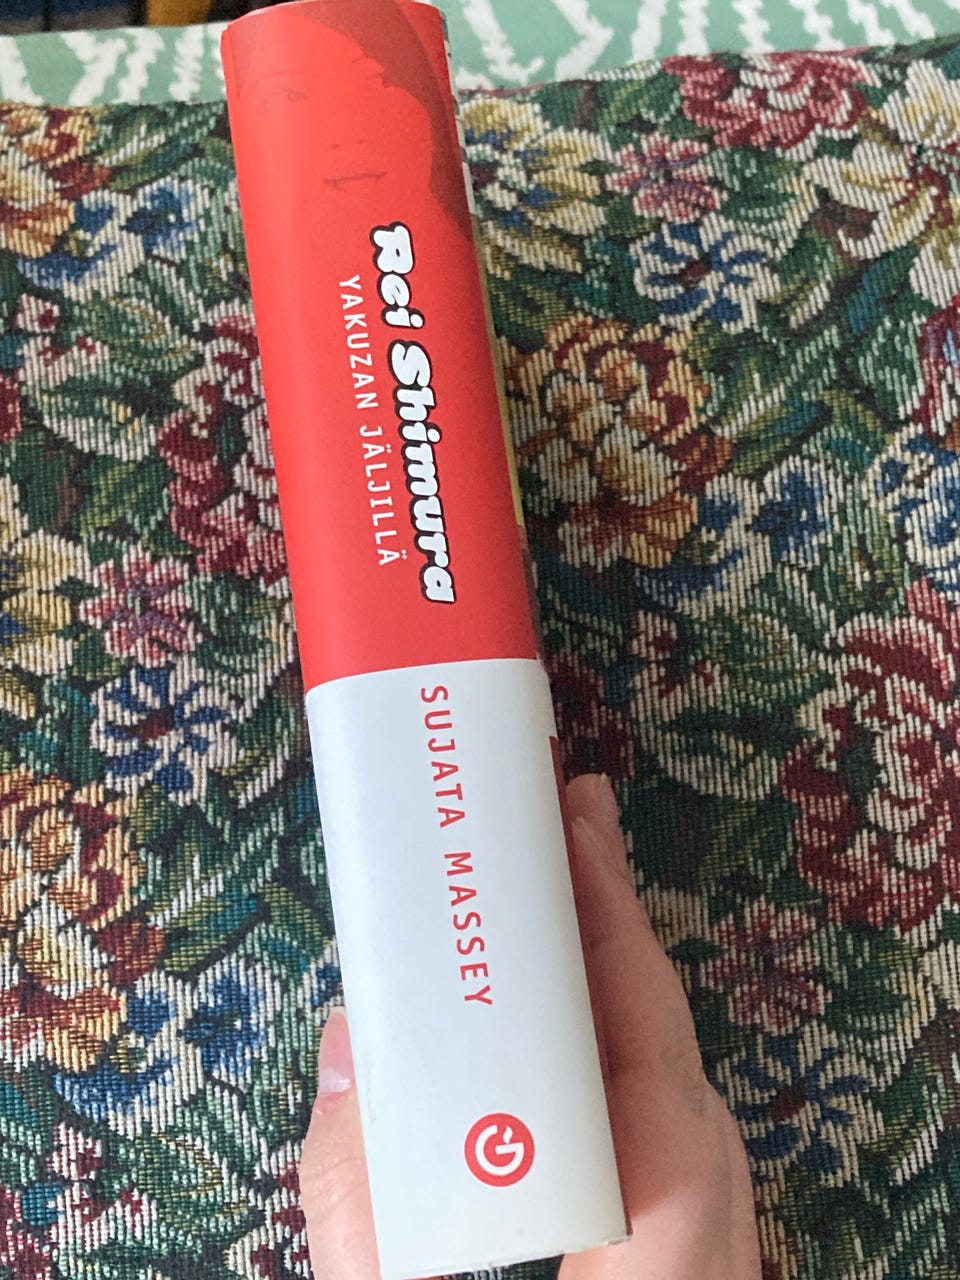 Rei Shimura
YAKUZAN JÄLJILLÄ
SUJATA MASSEY
G